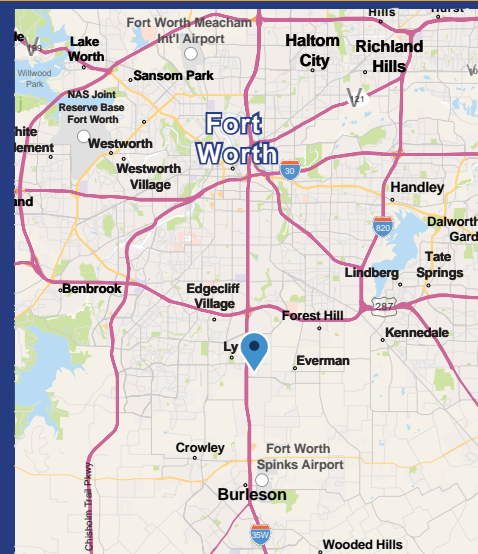 Fort Worth Meacham
Int'l Airport
Hills
Hurst
Lake
Worth
Haltom
City
Richland
Hills
199
Willwood
Park
Sansom Park
NAS Joint
Reserve Base
Fort Worth
121
Fort
Worth
hite
lement
Westworth
Westworth
Village
30
Handley
and
820
Dalworth
Gard
Tate
Springs
Lindberg
Benbrook
Edgecliff
Village
287
Forest Hill
Kennedale
Ly
Everman
Crowley
Fort Worth
Spinks Airport
Burleson
Chisholm Trail Pkwy
35W
Wooded Hills